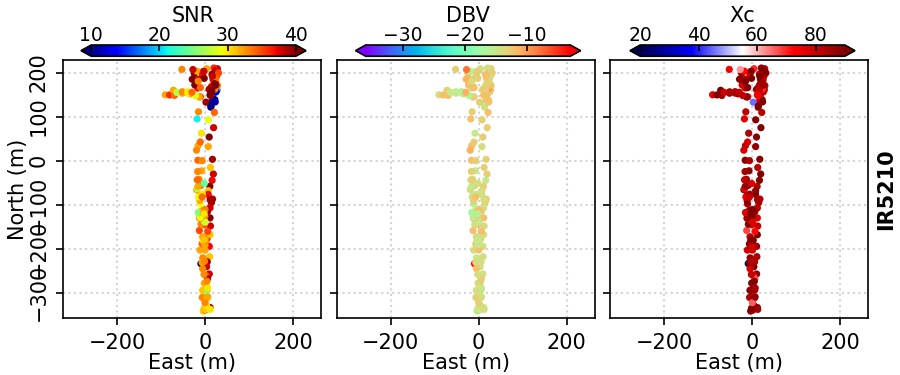 SNR DBV Xc
10 20 30 40 −30 −20 −10 20 40 60 80
North (m)
200
100
0
−100
−200
−300
IR5210
−200 0 200 −200 0 200 −200 0 200
East (m) East (m) East (m)